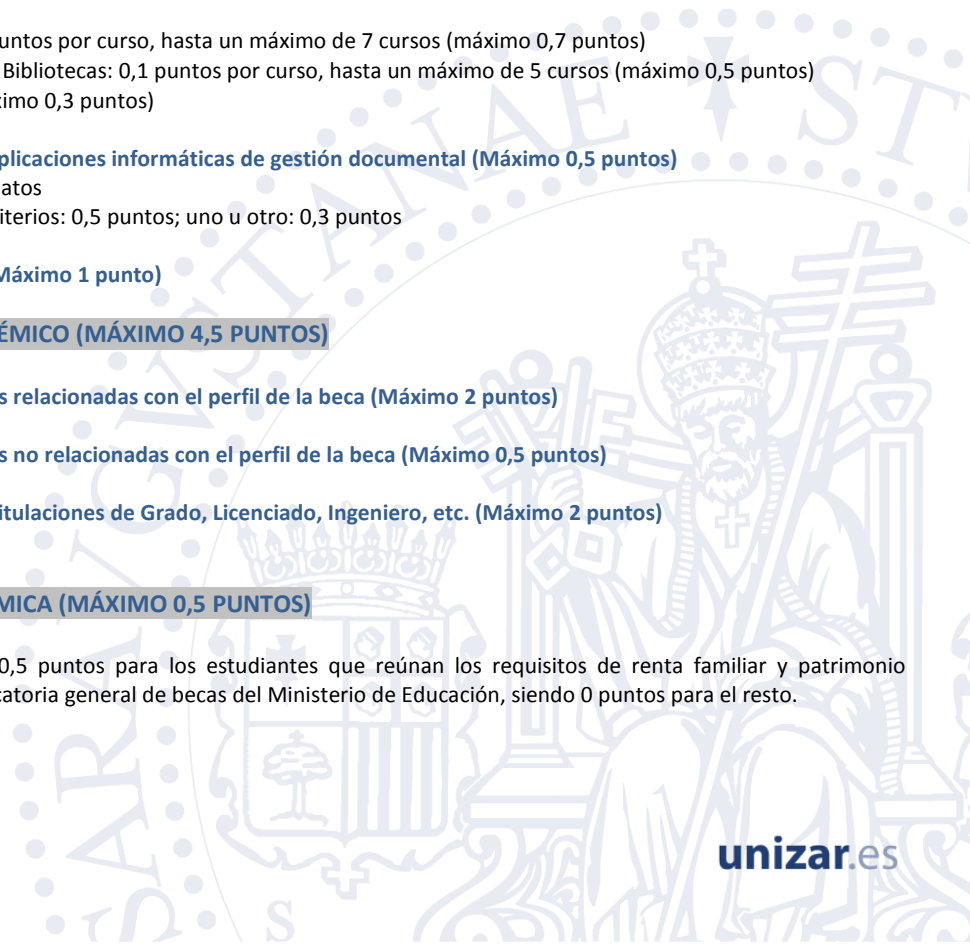 untos por curso, hasta un máximo de 7 cursos (máximo 0,7 puntos)
Bibliotecas: 0,1 puntos por curso, hasta un máximo de 5 cursos (máximo 0,5 puntos)
imo 0,3 puntos)
plicaciones informáticas de gestión documental (Máximo 0,5 puntos)
atos
iterios: 0,5 puntos; uno u otro: 0,3 puntos
Máximo 1 punto)
ÉMICO (MÁXIMO 4,5 PUNTOS)
s relacionadas con el perfil de la beca (Máximo 2 puntos)
s no relacionadas con el perfil de la beca (Máximo 0,5 puntos)
itulaciones de Grado, Licenciado, Ingeniero, etc. (Máximo 2 puntos)
MICA (MÁXIMO 0,5 PUNTOS)
0,5 puntos para los estudiantes que reúnan los requisitos de renta familiar y patrimonio
catoria general de becas del Ministerio de Educación, siendo 0 puntos para el resto.
unizar.es
SARAVGVSTANAE ST
S